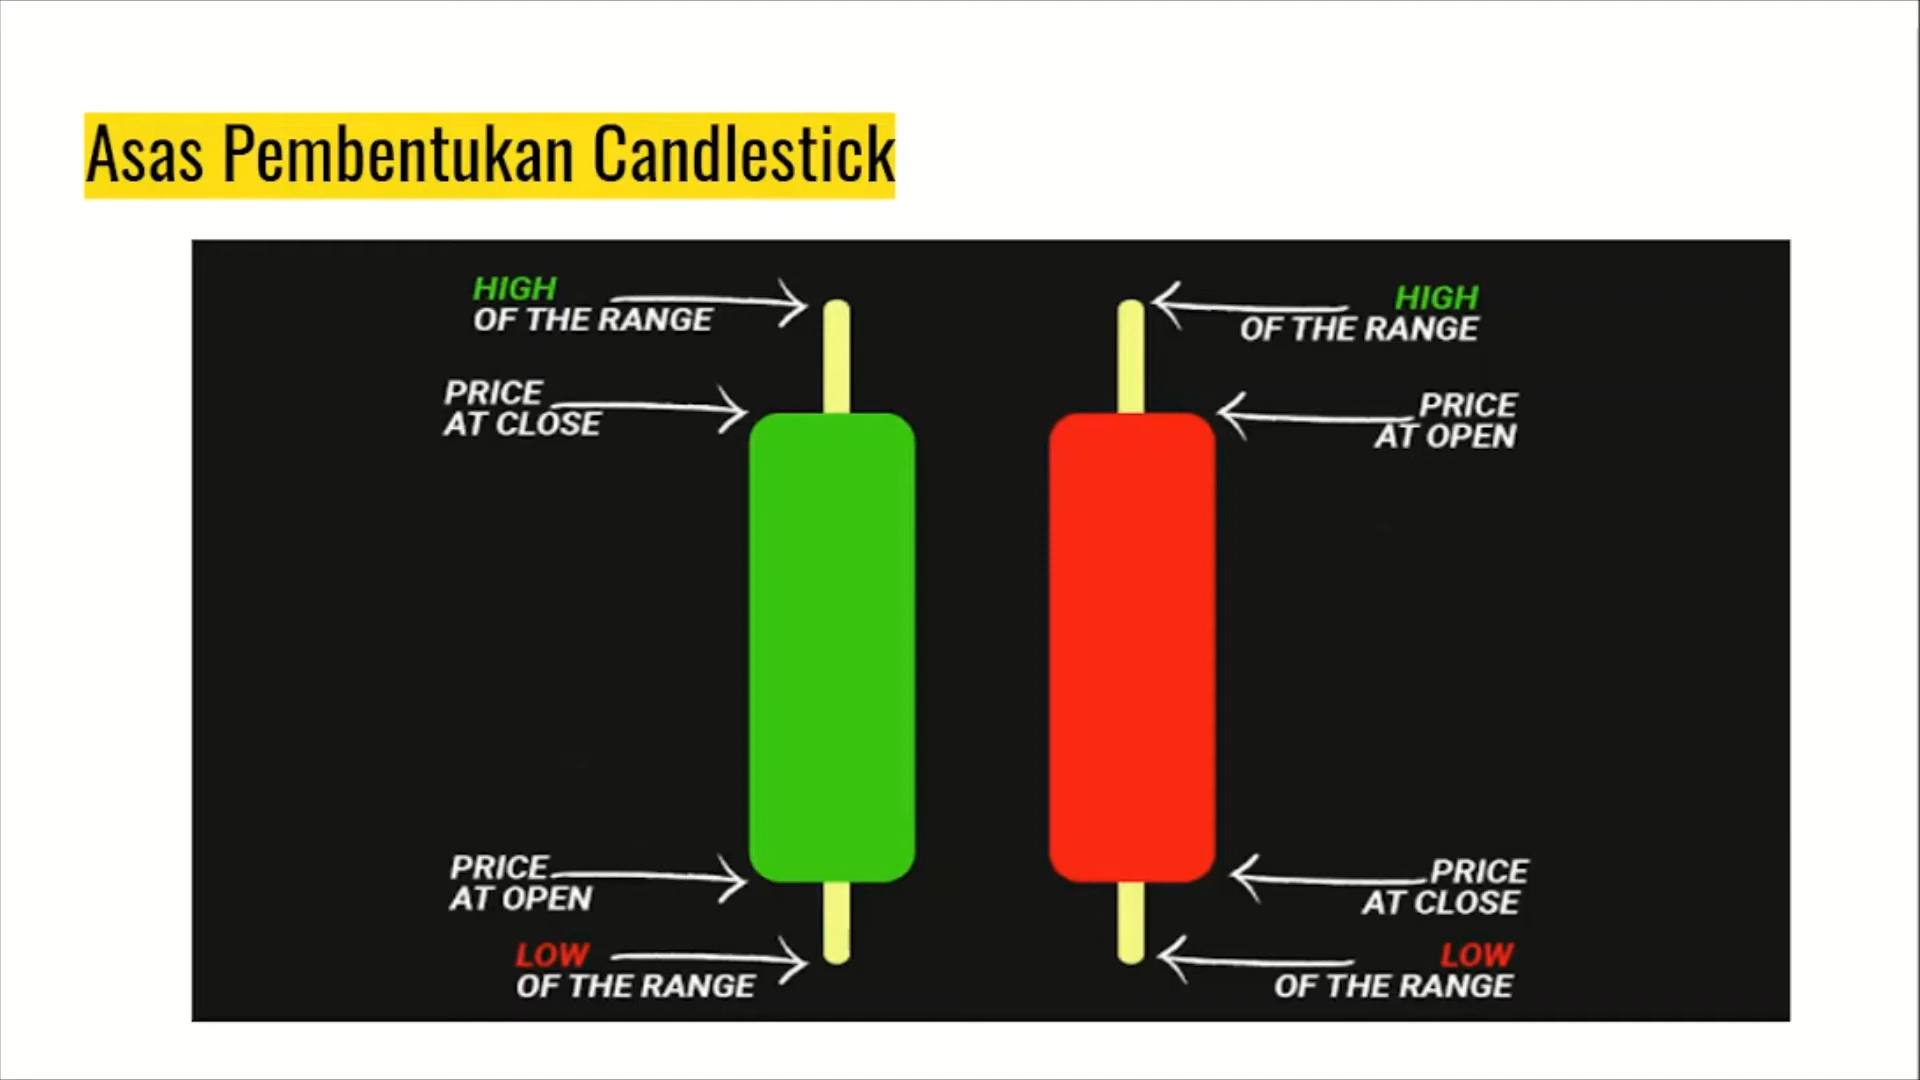 Asas Pembentukan Candlestick
HIGH
OF THE RANGE
PRICE
AT CLOSE
PRICE
AT OPEN
LOW
OF THE RANGE
HIGH
OF THE RANGE
PRICE
AT OPEN
PRICE
AT CLOSE
LOW
OF THE RANGE